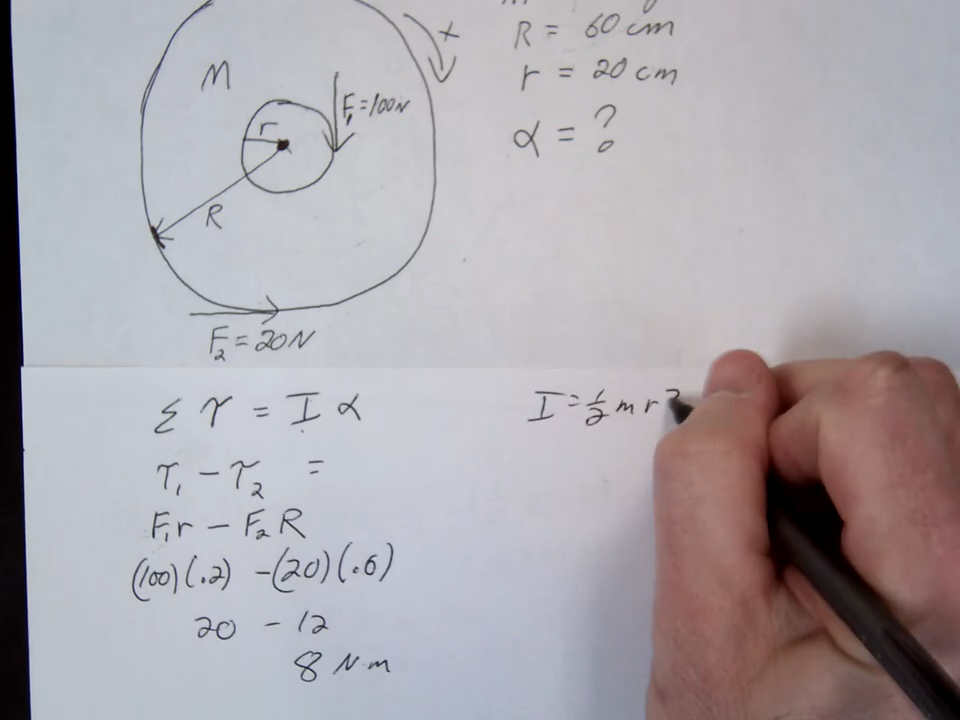 R = 60 cm
r = 20 cm
α = ?
M
+
F₁ = 100N
r
R
F₂ = 20N
Σ τ = I α
I = ½ m r²
τ₁ - τ₂ =
F₁r - F₂R
(100)(.2) - (20)(.6)
20 - 12
8 N·m